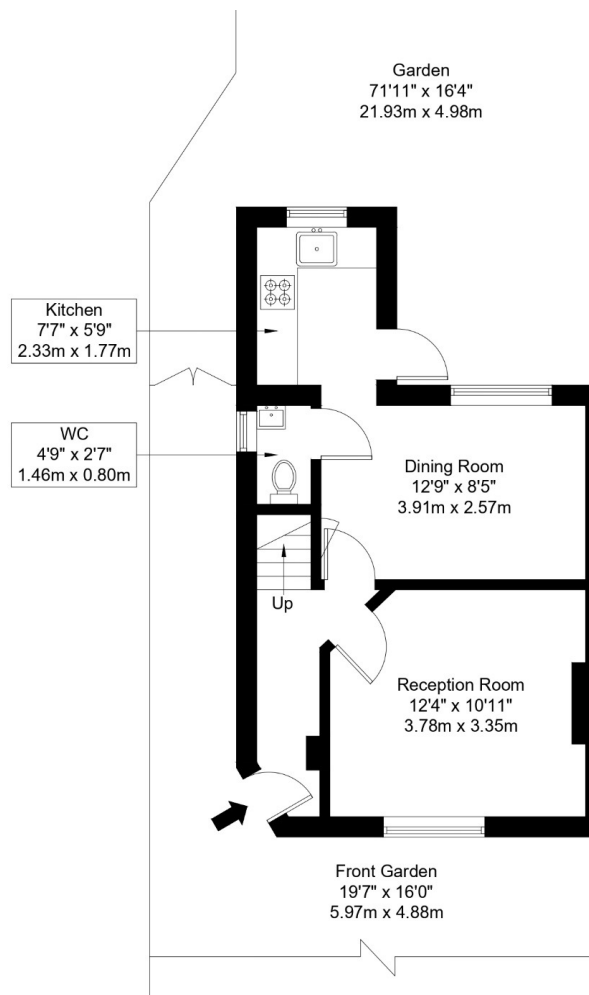 Garden
71'11" x 16'4"
21.93m x 4.98m
Kitchen
7'7" x 5'9"
2.33m x 1.77m
WC
4'9" x 2'7"
1.46m x 0.80m
Dining Room
12'9" x 8'5"
3.91m x 2.57m
Up
Reception Room
12'4" x 10'11"
3.78m x 3.35m
Front Garden
19'7" x 16'0"
5.97m x 4.88m